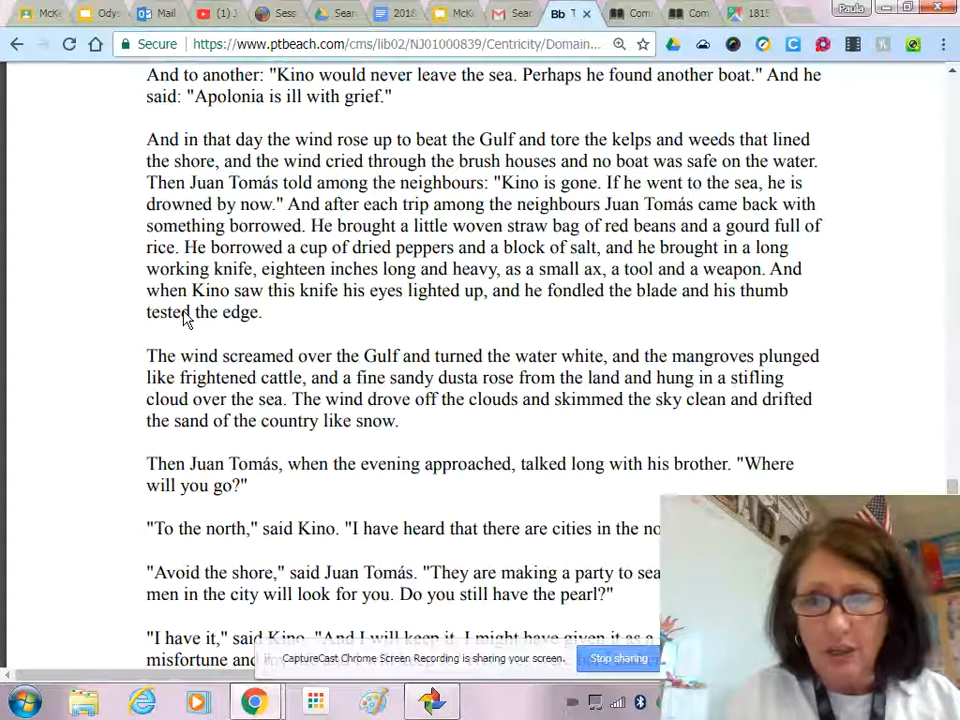 Odys
Mail
(1) J
Sess
Sear
2018
McK
Sear
Bb T
Com
Com
1815
Paula
Secure
https://www.ptbeach.com/cms/lib02/NJ01000839/Centricity/Domain...
And to another: "Kino would never leave the sea. Perhaps he found another boat." And he
said: "Apolonia is ill with grief."
And in that day the wind rose up to beat the Gulf and tore the kelps and weeds that lined
the shore, and the wind cried through the brush houses and no boat was safe on the water.
Then Juan Tomás told among the neighbours: "Kino is gone. If he went to the sea, he is
drowned by now." And after each trip among the neighbours Juan Tomás came back with
something borrowed. He brought a little woven straw bag of red beans and a gourd full of
rice. He borrowed a cup of dried peppers and a block of salt, and he brought in a long
working knife, eighteen inches long and heavy, as a small ax, a tool and a weapon. And
when Kino saw this knife his eyes lighted up, and he fondled the blade and his thumb
tested the edge.
The wind screamed over the Gulf and turned the water white, and the mangroves plunged
like frightened cattle, and a fine sandy dusta rose from the land and hung in a stifling
cloud over the sea. The wind drove off the clouds and skimmed the sky clean and drifted
the sand of the country like snow.
Then Juan Tomás, when the evening approached, talked long with his brother. "Where
will you go?"
"To the north," said Kino. "I have heard that there are cities in the no
"Avoid the shore," said Juan Tomás. "They are making a party to sea
men in the city will look for you. Do you still have the pearl?"
"I have it," said Kino. "And I will keep it. I might have given it as a
misfortune and
CaptureCast Chrome Screen Recording is sharing your screen.
Stop sharing